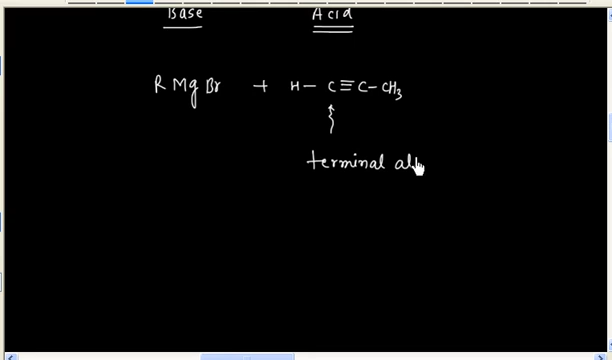 Base Acid
R Mg Br + H – C ≡ C – CH₃
terminal al